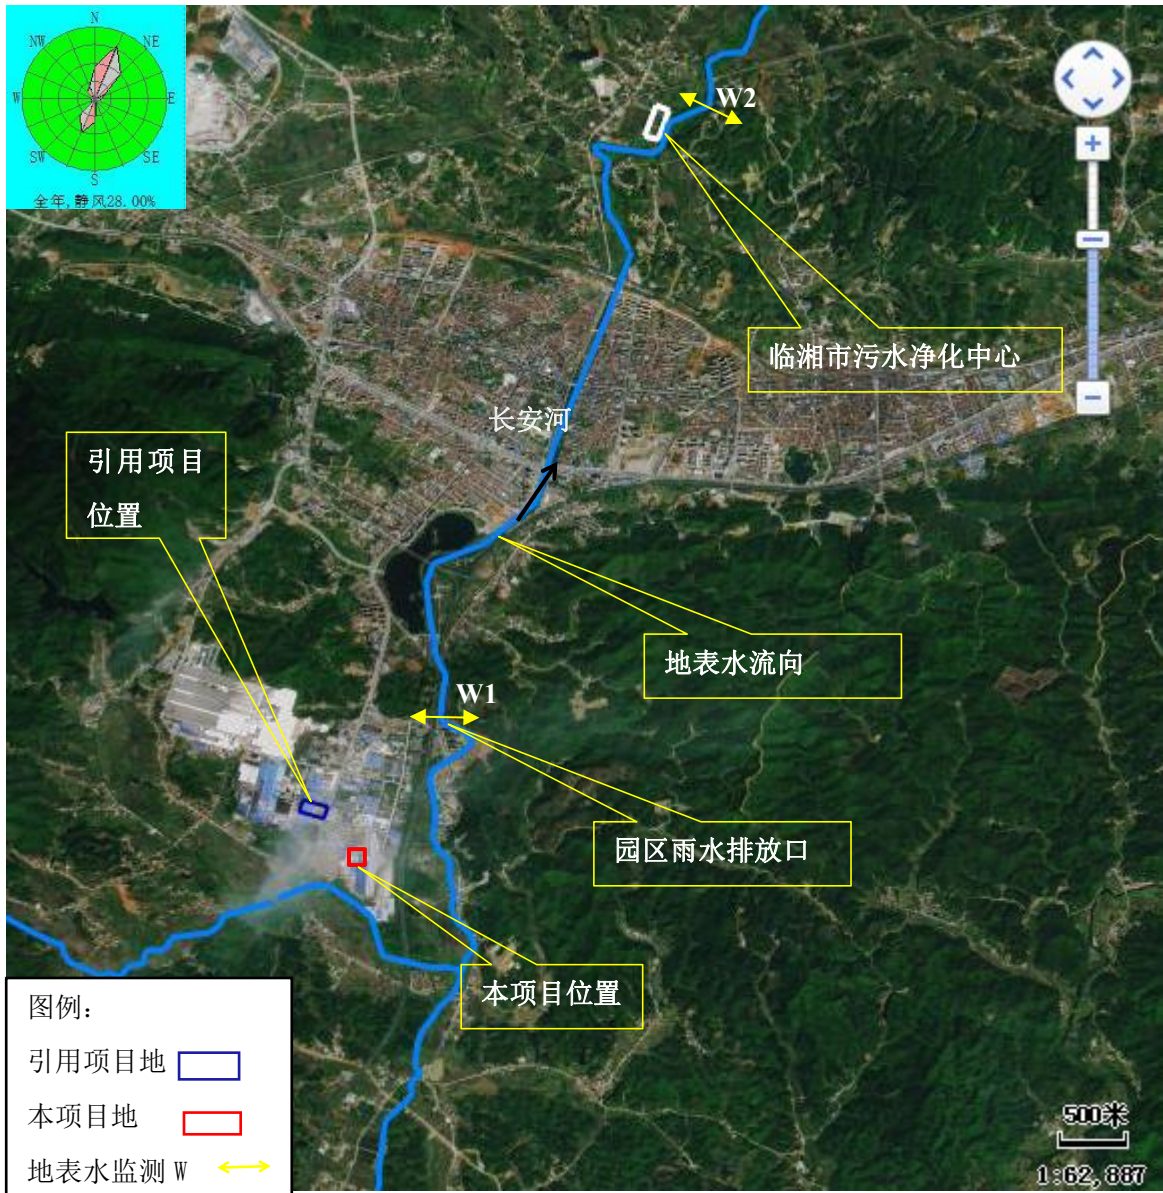 N
NW
NE
W
E
SW
SE
S
全年,静风28.00%
W2
临湘市污水净化中心
长安河
引用项目
位置
地表水流向
W1
园区雨水排放口
本项目位置
图例：
引用项目地
本项目地
地表水监测 W
500米
1:62,887